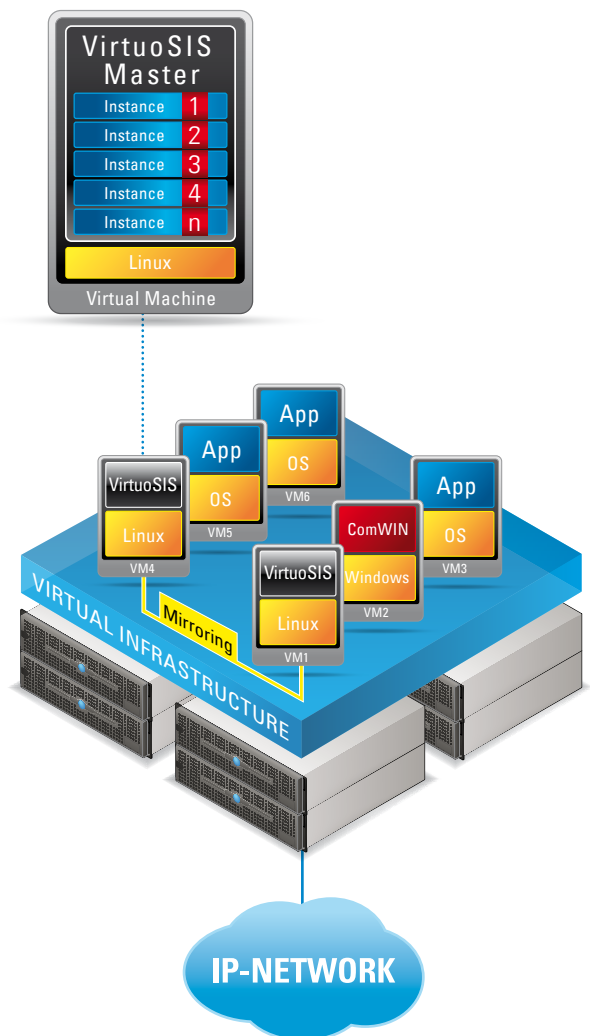 VirtuoSIS
Master
Instance 1
Instance 2
Instance 3
Instance 4
Instance n
Linux
Virtual Machine
App
OS
VM6
App
OS
VM5
VirtuoSIS
Linux
VM4
App
OS
VM3
ComWIN
Windows
VM2
VirtuoSIS
Linux
VM1
Mirroring
VIRTUAL INFRASTRUCTURE
IP-NETWORK